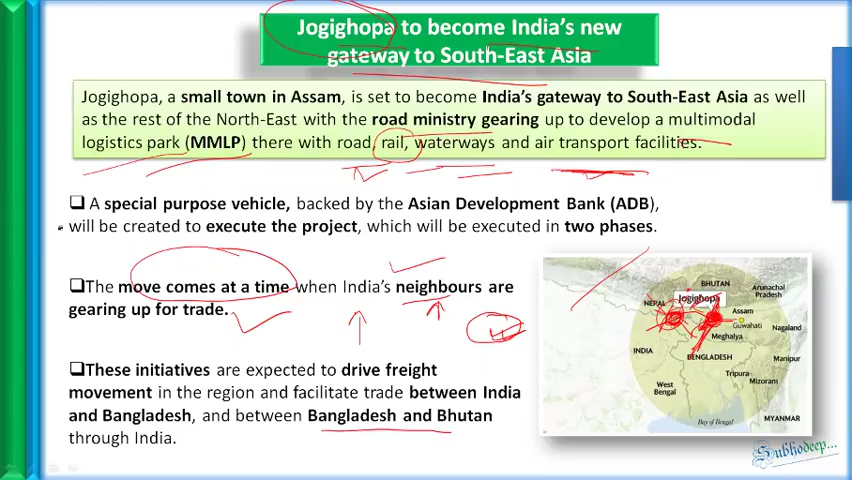 Jogighopa to become India's new
gateway to South-East Asia
Jogighopa, a small town in Assam, is set to become India's gateway to South-East Asia as well
as the rest of the North-East with the road ministry gearing up to develop a multimodal
logistics park (MMLP) there with road, rail, waterways and air transport facilities.
A special purpose vehicle, backed by the Asian Development Bank (ADB),
will be created to execute the project, which will be executed in two phases.
The move comes at a time when India's neighbours are
gearing up for trade.
These initiatives are expected to drive freight
movement in the region and facilitate trade between India
and Bangladesh, and between Bangladesh and Bhutan
through India.
BHUTAN
Arunachal
Pradesh
NEPAL
Jogighopa
Assam
Guwahati
Nagaland
Meghalya
INDIA
BENGLADESH
Manipur
Tripura
Mizoram
West
Bengal
Bay of Bengal
MYANMAR
Subhodeep...